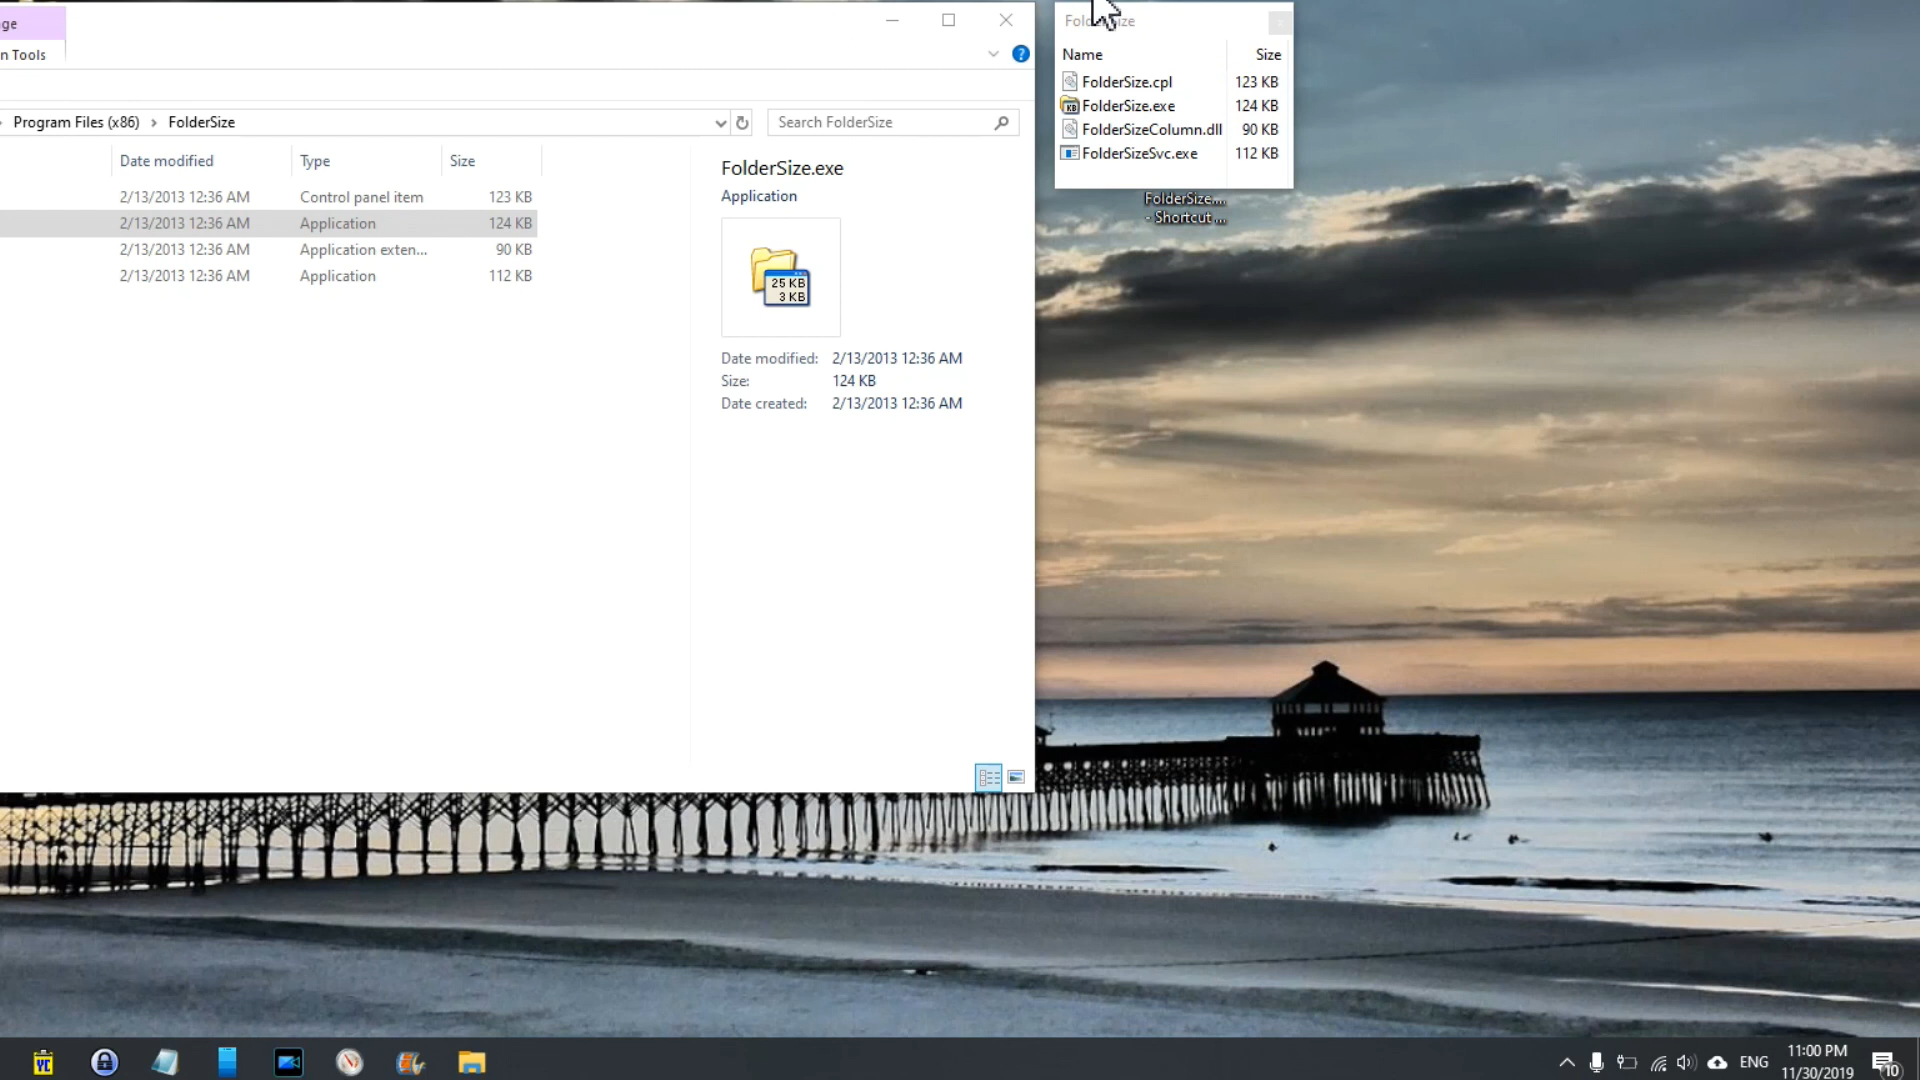 ge
n Tools
Program Files (x86) > FolderSize
Search FolderSize
Date modified Type Size
2/13/2013 12:36 AM Control panel item 123 KB
2/13/2013 12:36 AM Application 124 KB
2/13/2013 12:36 AM Application exten... 90 KB
2/13/2013 12:36 AM Application 112 KB
FolderSize.exe
Application
25 KB
3 KB
Date modified: 2/13/2013 12:36 AM
Size: 124 KB
Date created: 2/13/2013 12:36 AM
Name Size
FolderSize.cpl 123 KB
KB FolderSize.exe 124 KB
FolderSizeColumn.dll 90 KB
FolderSizeSvc.exe 112 KB
FolderSize....
- Shortcut ...
ENG
11:00 PM
11/30/2019
10